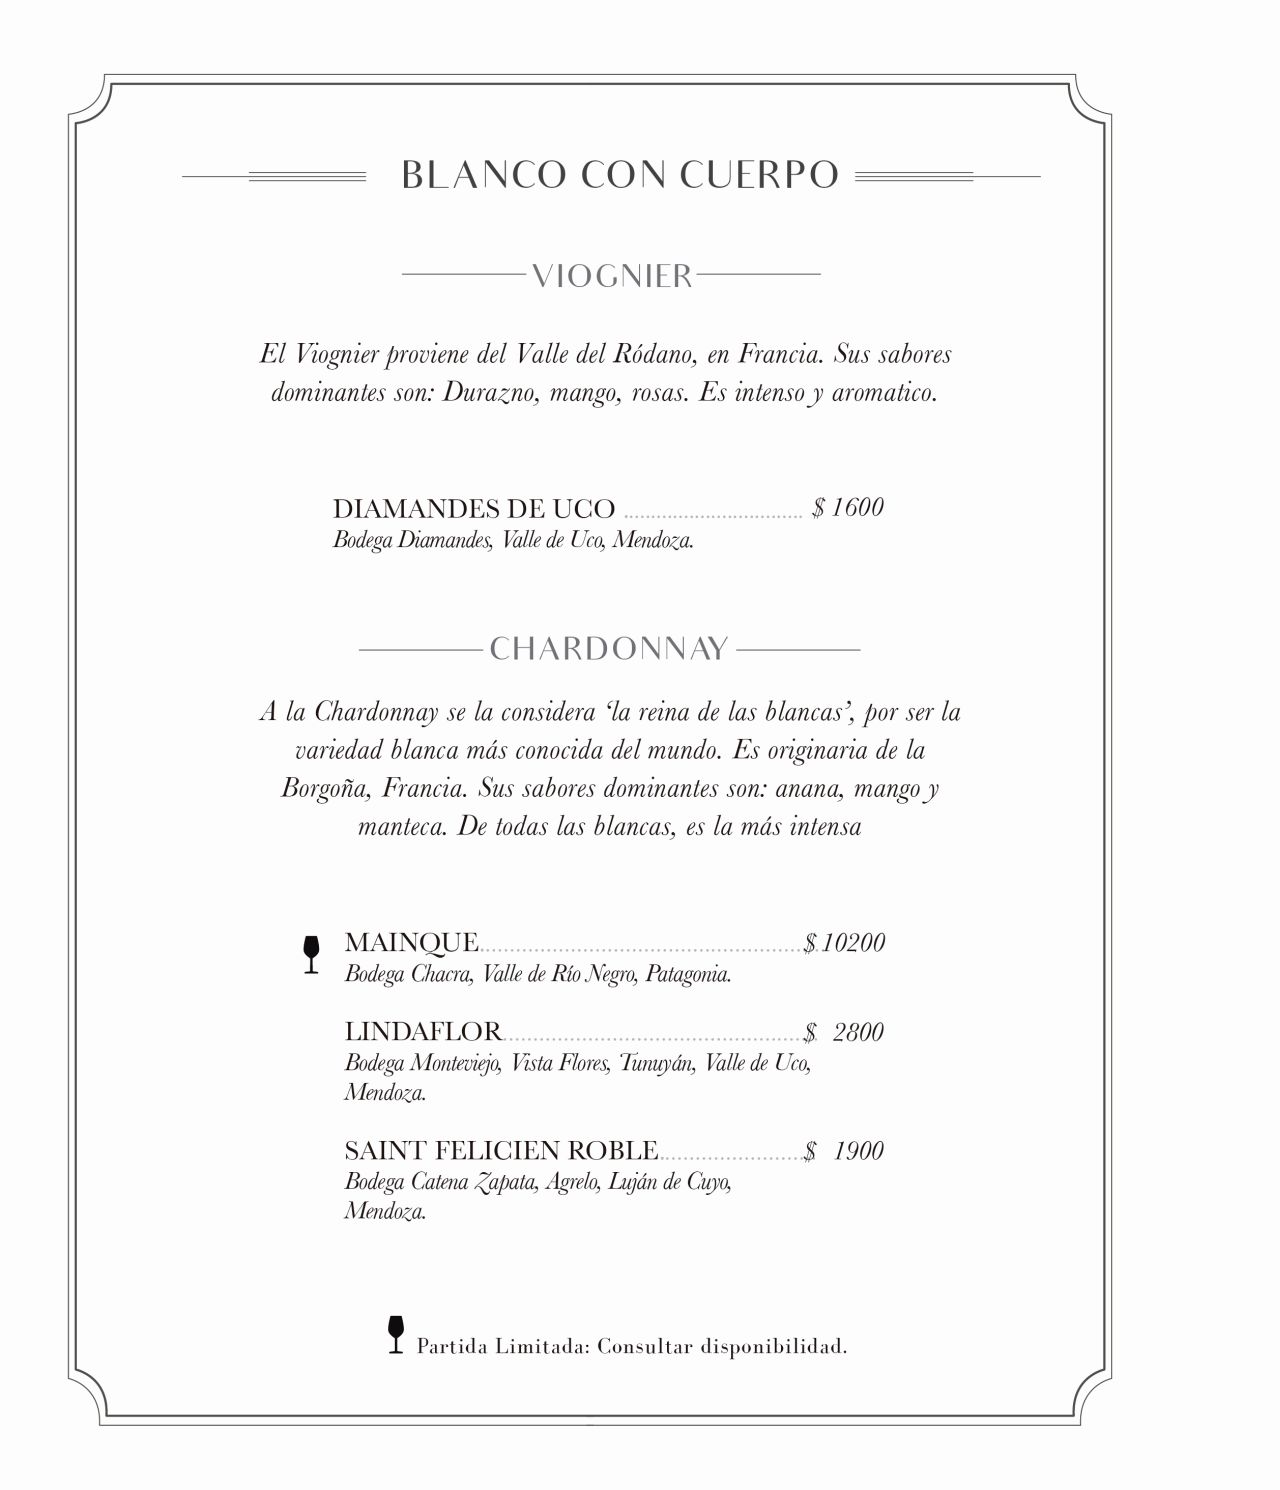 BLANCO CON CUERPO
VIOGNIER
El Viognier proviene del Valle del Ródano, en Francia. Sus sabores
dominantes son: Durazno, mango, rosas. Es intenso y aromatico.
DIAMANDES DE UCO ................................. $ 1600
Bodega Diamandes, Valle de Uco, Mendoza.
CHARDONNAY
A la Chardonnay se la considera ‘la reina de las blancas’, por ser la
variedad blanca más conocida del mundo. Es originaria de la
Borgoña, Francia. Sus sabores dominantes son: anana, mango y
manteca. De todas las blancas, es la más intensa
MAINQUE.......................................................$ 10200
Bodega Chacra, Valle de Río Negro, Patagonia.
LINDAFLOR...................................................$ 2800
Bodega Monteviejo, Vista Flores, Tunuyán, Valle de Uco,
Mendoza.
SAINT FELICIEN ROBLE........................$ 1900
Bodega Catena Zapata, Agrelo, Luján de Cuyo,
Mendoza.
Partida Limitada: Consultar disponibilidad.